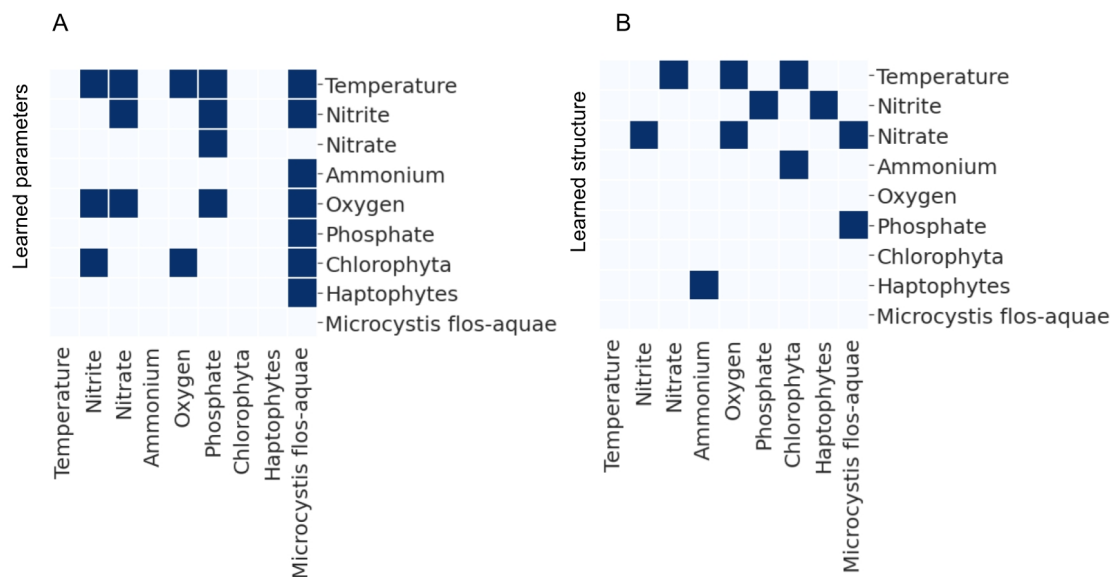 A
Learned parameters
Temperature
Nitrite
Nitrate
Ammonium
Oxygen
Phosphate
Chlorophyta
Haptophytes
Microcystis flos-aquae
Temperature
Nitrite
Nitrate
Ammonium
Oxygen
Phosphate
Chlorophyta
Haptophytes
Microcystis flos-aquae
B
Learned structure
Temperature
Nitrite
Nitrate
Ammonium
Oxygen
Phosphate
Chlorophyta
Haptophytes
Microcystis flos-aquae
Temperature
Nitrite
Nitrate
Ammonium
Oxygen
Phosphate
Chlorophyta
Haptophytes
Microcystis flos-aquae